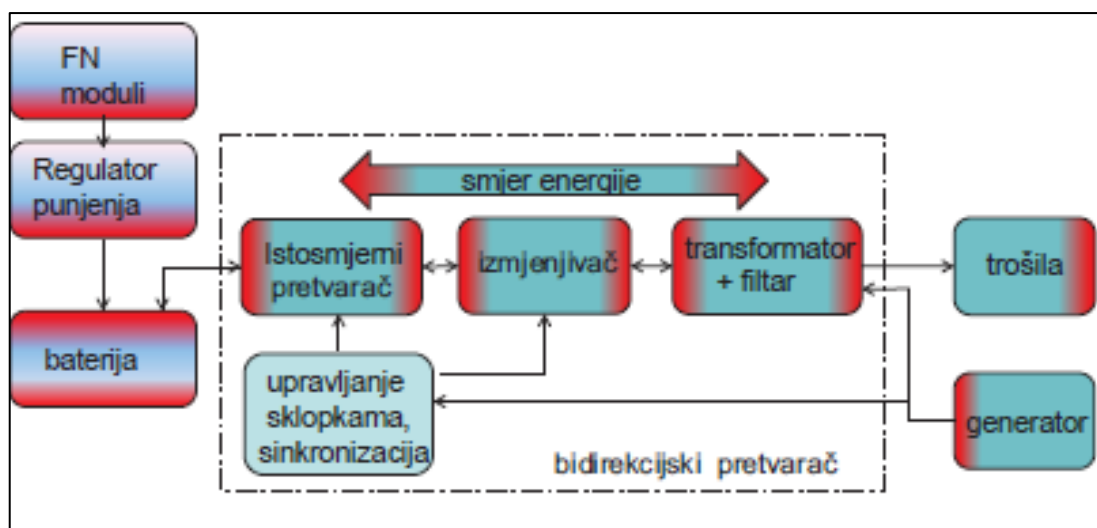 FN
moduli
Regulator
punjenja
baterija
smjer energije
Istosmjerni
pretvarač
izmjenjivač
transformator
+ filtar
trošila
upravljanje
sklopkama,
sinkronizacija
generator
bidirekcijski pretvarač